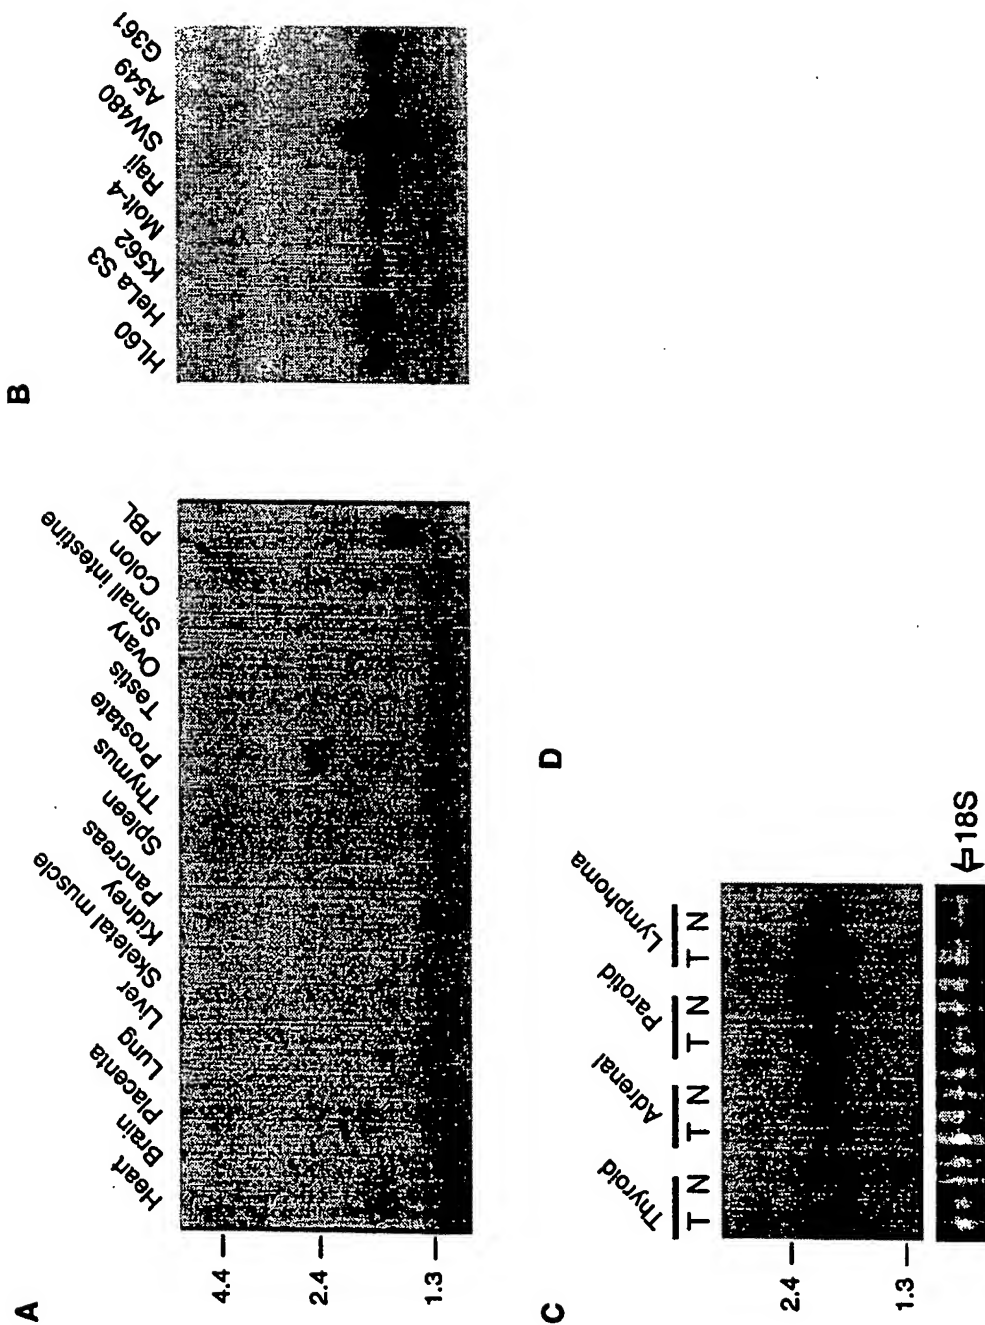 A
Heart
Brain
Placenta
Lung
Liver
Skeletal muscle
Kidney
Pancreas
Spleen
Thymus
Prostate
Testis
Ovary
Small intestine
Colon
PBL
4.4
2.4
1.3
B
HL60
HeLa S3
K562
Molt-4
Raji
SW480
A549
G361
C
Thyroid
Adrenal
Parotid
Lymphoma
T N T N T N T N
2.4
1.3
18S
D